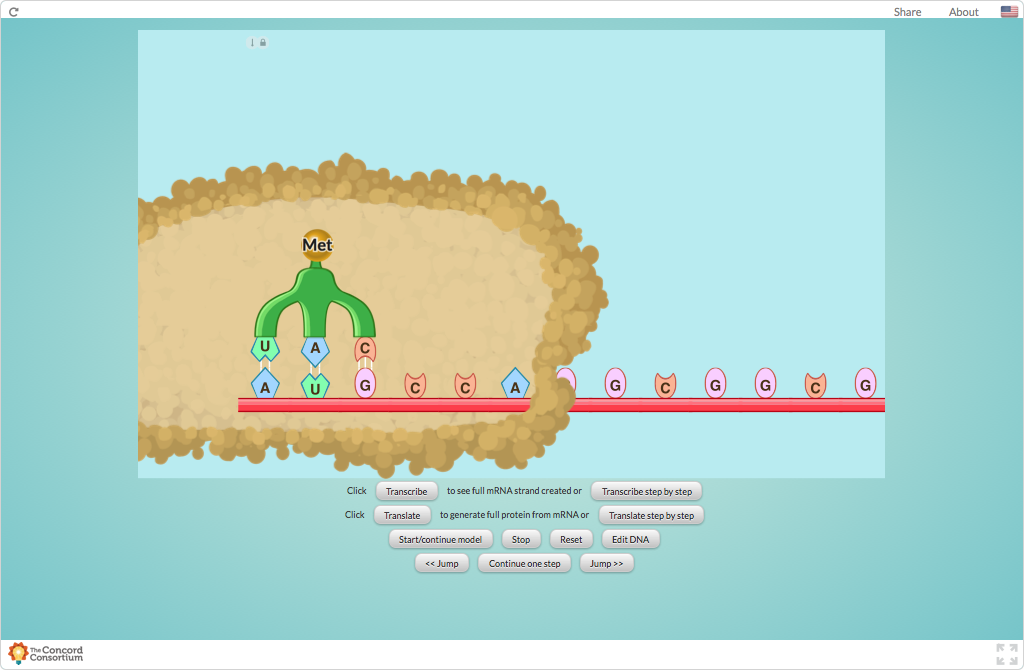 Share About
Met
U A C
A U G C C A G C G G C G
Click Transcribe to see full mRNA strand created or Transcribe step by step
Click Translate to generate full protein from mRNA or Translate step by step
Start/continue model Stop Reset Edit DNA
<< Jump Continue one step Jump >>
The Concord
Consortium